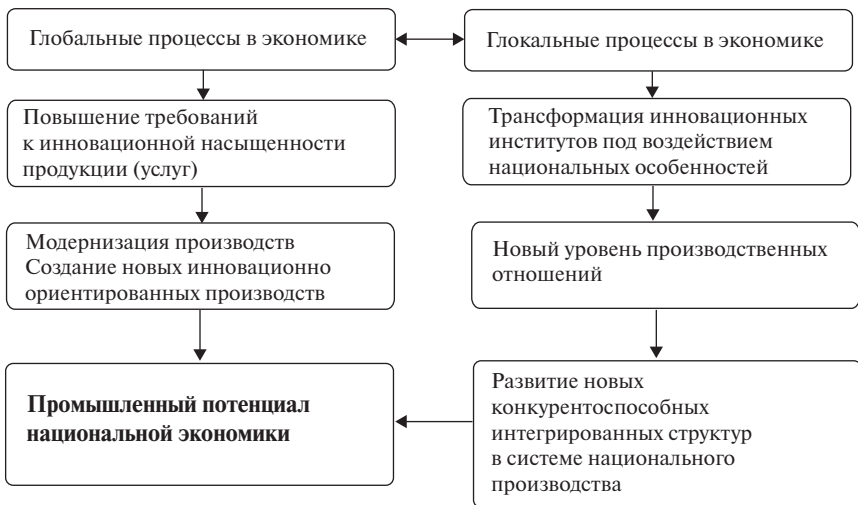 Глобальные процессы в экономике
Глокальные процессы в экономике
Повышение требований
к инновационной насыщенности
продукции (услуг)
Трансформация инновационных
институтов под воздействием
национальных особенностей
Модернизация производств
Создание новых инновационно
ориентированных производств
Новый уровень производственных
отношений
Промышленный потенциал
национальной экономики
Развитие новых
конкурентоспособных
интегрированных структур
в системе национального
производства